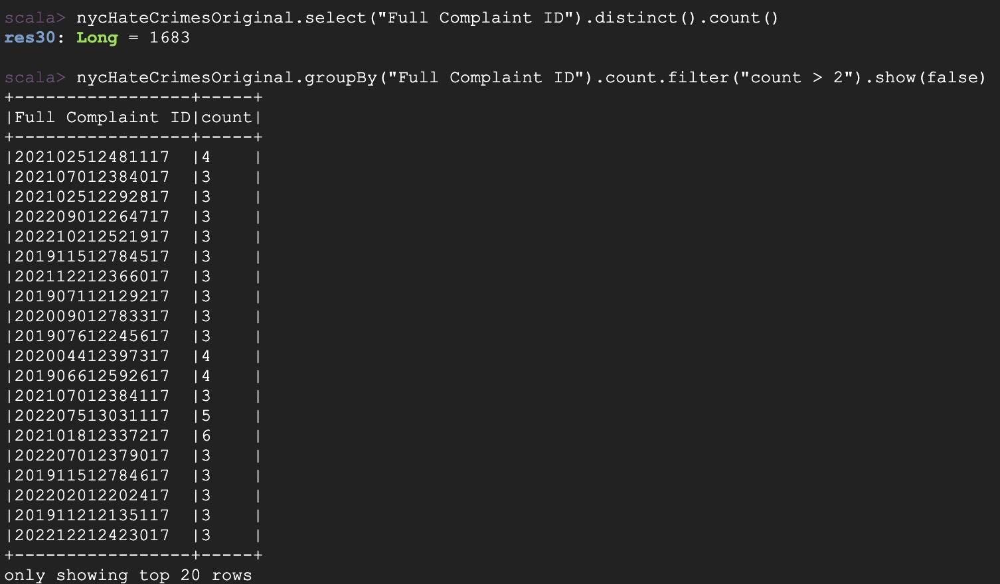 scala> nycHateCrimesOriginal.select("Full Complaint ID").distinct().count()
res30: Long = 1683
scala> nycHateCrimesOriginal.groupBy("Full Complaint ID").count.filter("count > 2").show(false)
+-----------------+-----+
|Full Complaint ID|count|
+-----------------+-----+
|202102512481117  |4    |
|202107012384017  |3    |
|202102512292817  |3    |
|202209012264717  |3    |
|202210212521917  |3    |
|201911512784517  |3    |
|202112212366017  |3    |
|201907112129217  |3    |
|202009012783317  |3    |
|201907612245617  |3    |
|202004412397317  |4    |
|201906612592617  |4    |
|202107012384117  |3    |
|202207513031117  |5    |
|202101812337217  |6    |
|202207012379017  |3    |
|201911512784617  |3    |
|202202012202417  |3    |
|201911212135117  |3    |
|202212212423017  |3    |
+-----------------+-----+
only showing top 20 rows